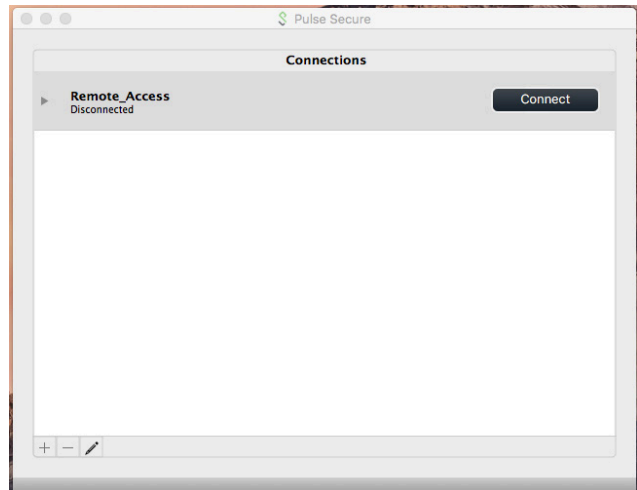 Pulse Secure
Connections
Remote_Access
Disconnected
Connect